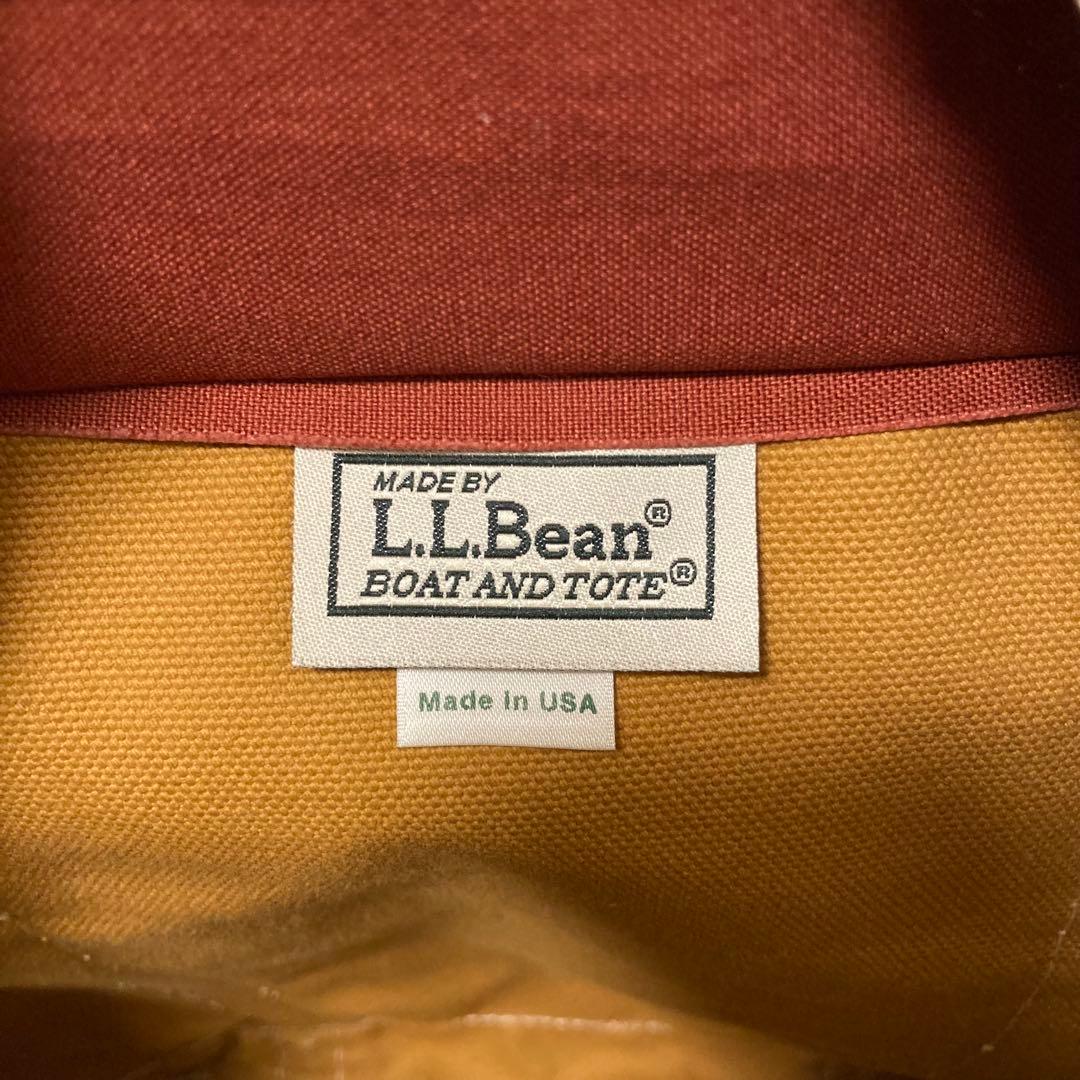 MADE BY
L.L.Bean®
BOAT AND TOTE®
Made In USA